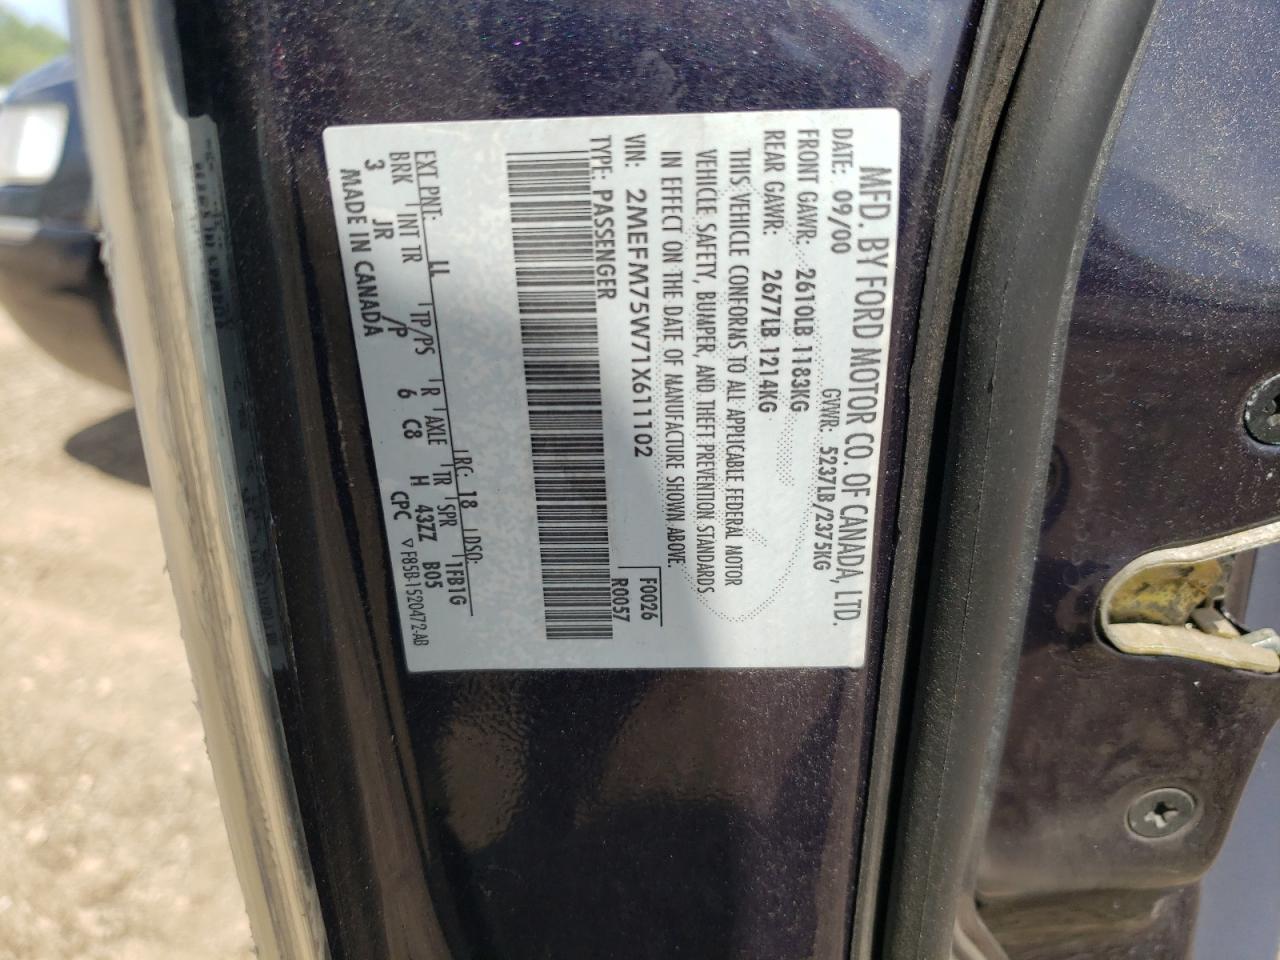 MFD. BY FORD MOTOR CO. OF CANADA, LTD.
DATE: 09/00 GVWR: 5237LB/2375KG
FRONT GAWR: 2610LB 1183KG
REAR GAWR: 2677LB 1214KG
THIS VEHICLE CONFORMS TO ALL APPLICABLE FEDERAL MOTOR
VEHICLE SAFETY, BUMPER, AND THEFT PREVENTION STANDARDS
IN EFFECT ON THE DATE OF MANUFACTURE SHOWN ABOVE.
VIN: 2MEFM75W71X611102 F0026
TYPE: PASSENGER R0057
EXT PNT: LL RC: 18 DSO: 1FB1G
BRK INT TR TP/PS R AXLE TR SPR
3 JR /P 6 C8 H 43ZZ B05
MADE IN CANADA CPC F85B-1520472-AB